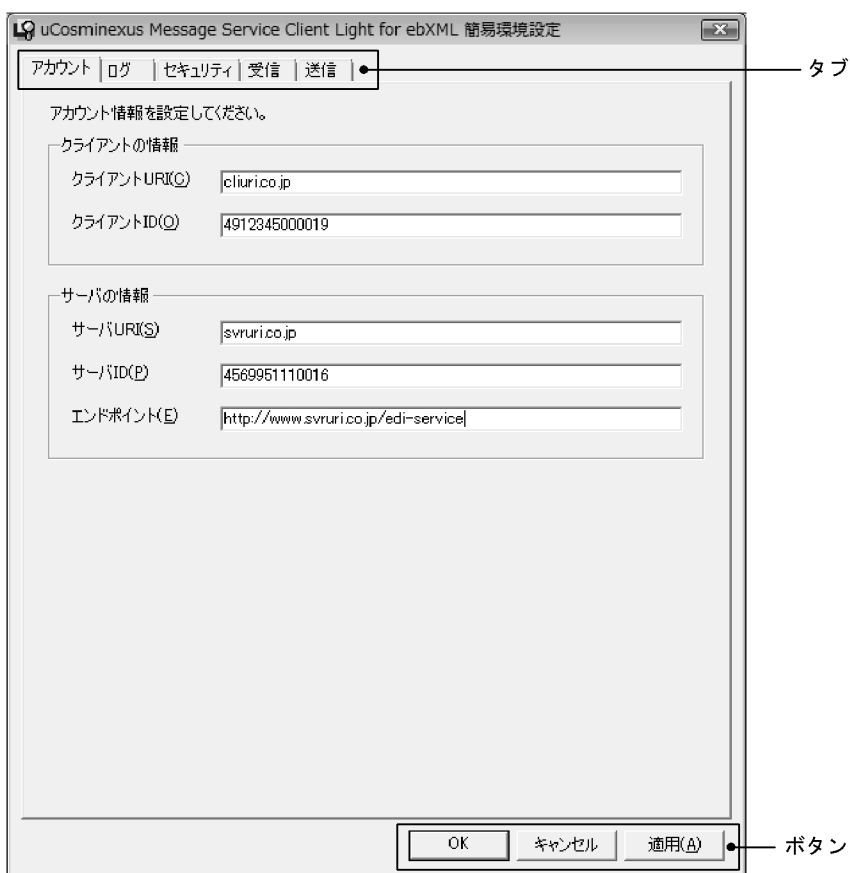 uCosminexus Message Service Client Light for ebXML 簡易環境設定
アカウント ログ セキュリティ 受信 送信
タブ
アカウント情報を設定してください。
クライアントの情報
クライアントURI(C) cliuri.co.jp
クライアントID(O) 4912345000019
サーバの情報
サーバURI(S) svruri.co.jp
サーバID(P) 4569951110016
エンドポイント(E) http://www.svruri.co.jp/edi-service
OK キャンセル 適用(A)
ボタン